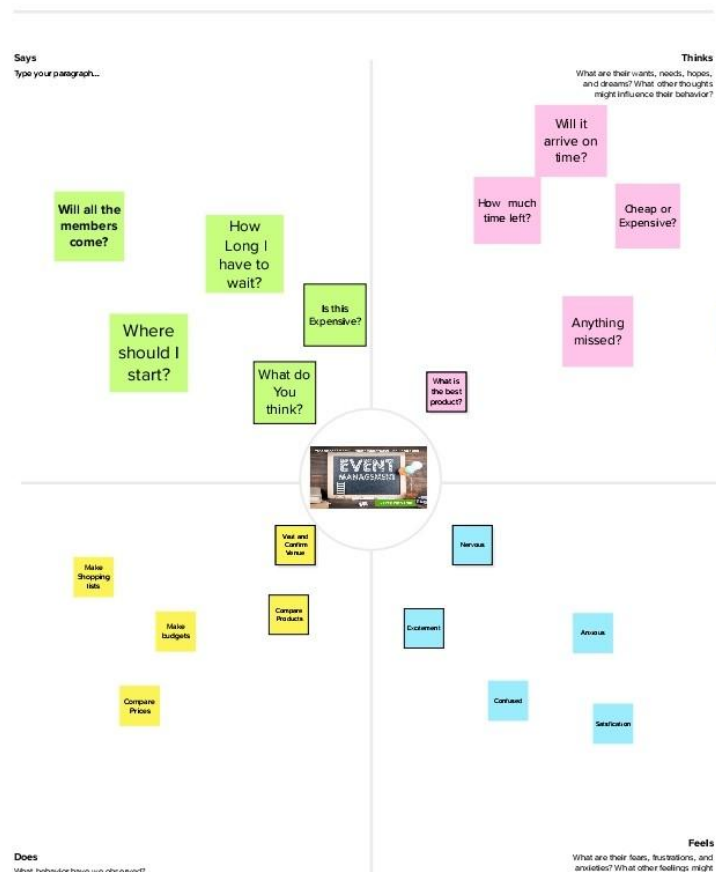 Says
Type your paragraph...
Thinks
What are their wants, needs, hopes,
and dreams? What other thoughts
might influence their behavior?
Will all the
members
come?
How
Long I
have to
wait?
Is this
Expensive?
Where
should I
start?
What do
You
think?
Will it
arrive on
time?
How much
time left?
Cheap or
Expensive?
Anything
missed?
What is
the best
product?
EVENT
MANAGEMENT
Make
Shopping
lists
Make
budgets
Compare
Prices
Confirm
Venue
Compare
Products
Nervous
Excitement
Anxious
Confused
Does
What behavior have we observed?
Feels
What are their fears, frustrations, and
anxieties? What other feelings might